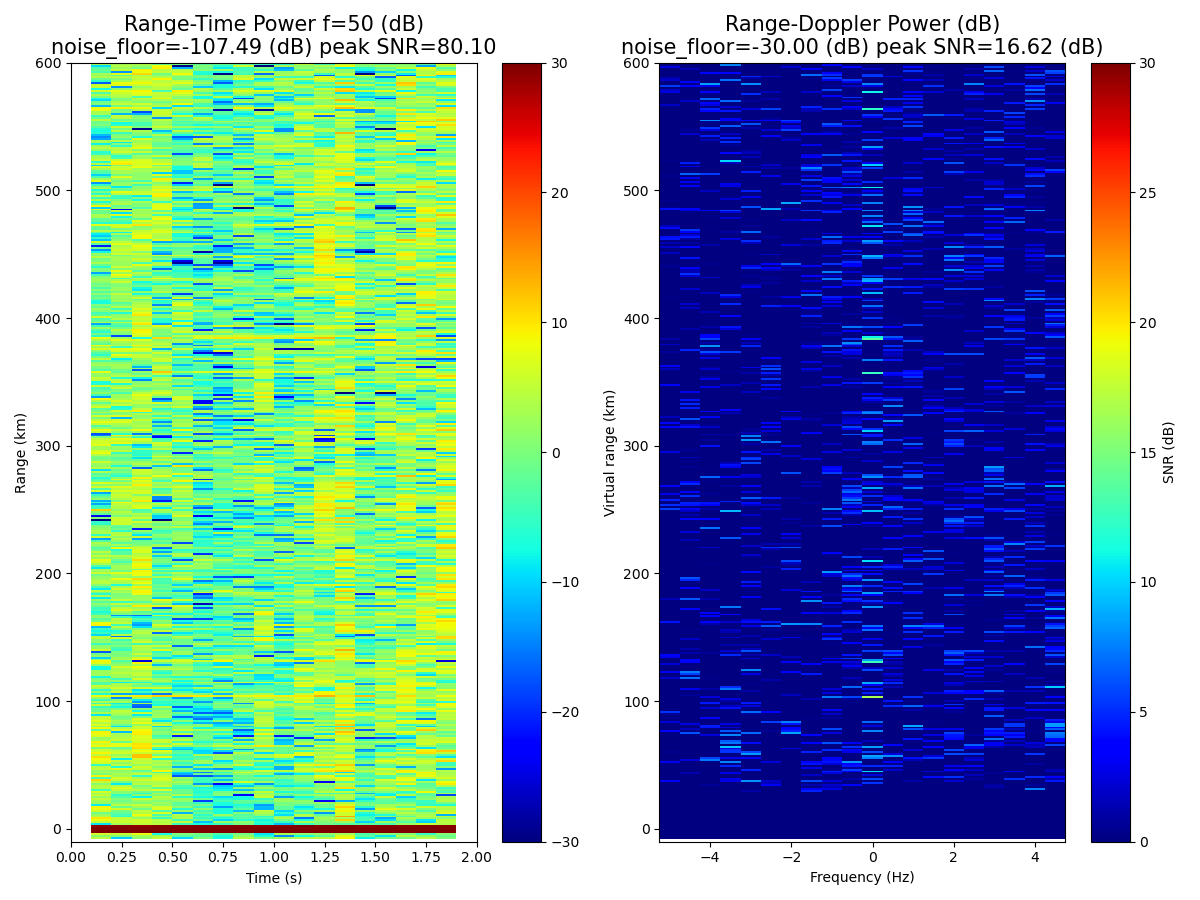 Range-Time Power f=50 (dB)
noise_floor=-107.49 (dB) peak SNR=80.10
Range-Doppler Power (dB)
noise_floor=-30.00 (dB) peak SNR=16.62 (dB)
600
500
400
300
200
100
0
Range (km)
0.00 0.25 0.50 0.75 1.00 1.25 1.50 1.75 2.00
Time (s)
30
20
10
0
−10
−20
−30
600
500
400
300
200
100
0
Virtual range (km)
−4 −2 0 2 4
Frequency (Hz)
30
25
20
15
10
5
0
SNR (dB)